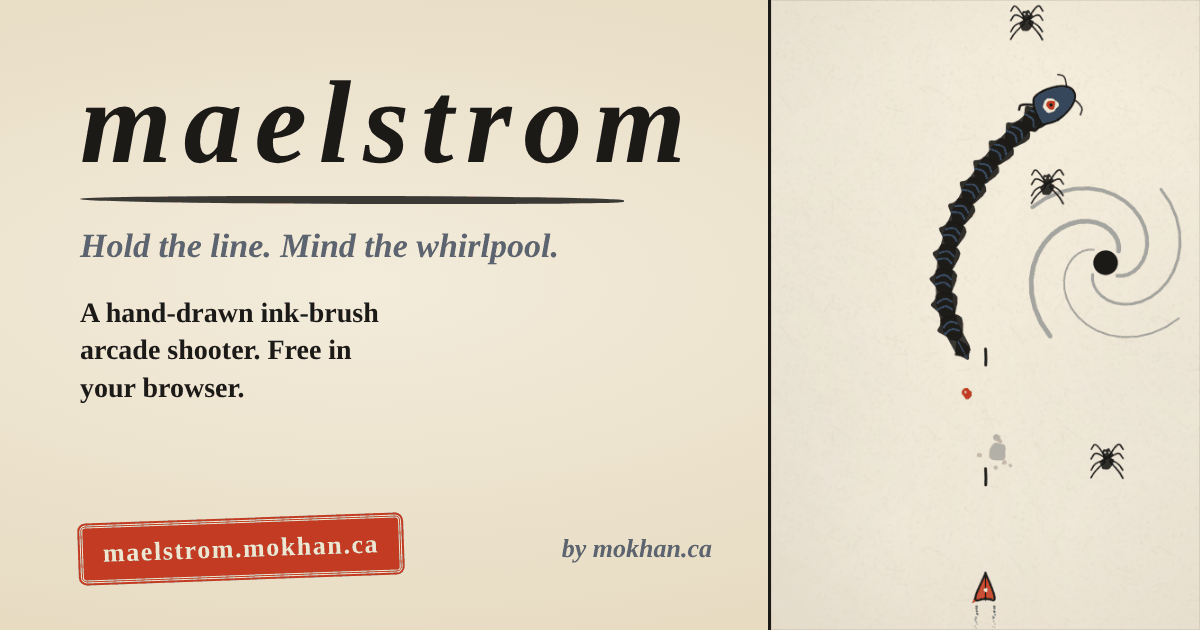 maelstrom
Hold the line. Mind the whirlpool.
A hand-drawn ink-brush
arcade shooter. Free in
your browser.
maelstrom.mokhan.ca
by mokhan.ca